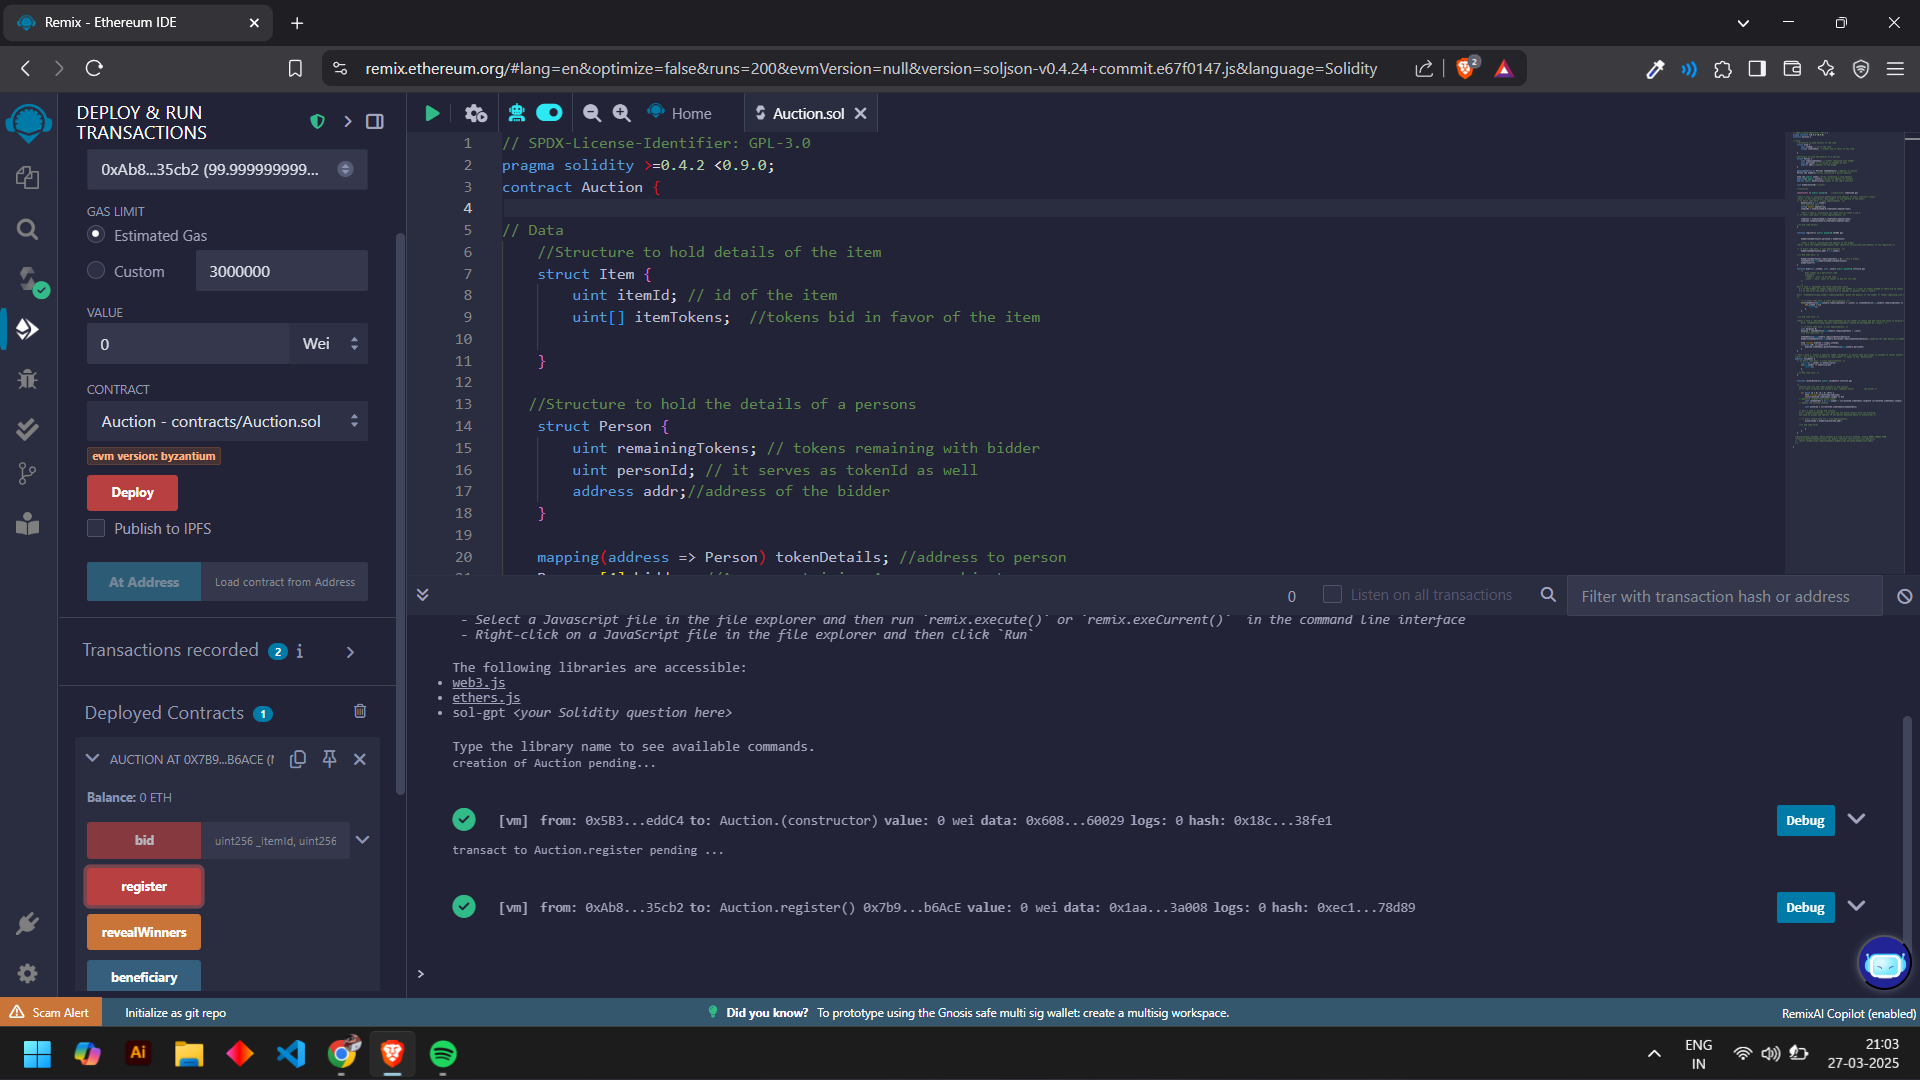 Remix - Ethereum IDE
remix.ethereum.org/#lang=en&optimize=false&runs=200&evmVersion=null&version=soljson-v0.4.24+commit.e67f0147.js&language=Solidity
2
DEPLOY & RUN
TRANSACTIONS
0xAb8...35cb2 (99.999999999...
GAS LIMIT
Estimated Gas
Custom
3000000
VALUE
0
Wei
CONTRACT
Auction - contracts/Auction.sol
evm version: byzantium
Deploy
Publish to IPFS
At Address
Load contract from Address
Transactions recorded 2 i
Deployed Contracts 1
AUCTION AT 0X7B9...B6ACE (
Balance: 0 ETH
bid
uint256 _itemId, uint256
register
revealWinners
beneficiary
Home
Auction.sol
1 // SPDX-License-Identifier: GPL-3.0
2 pragma solidity >=0.4.2 <0.9.0;
3 contract Auction {
4
5 // Data
6 //Structure to hold details of the item
7 struct Item {
8 uint itemId; // id of the item
9 uint[] itemTokens; //tokens bid in favor of the item
10
11 }
12
13 //Structure to hold the details of a persons
14 struct Person {
15 uint remainingTokens; // tokens remaining with bidder
16 uint personId; // it serves as tokenId as well
17 address addr;//address of the bidder
18 }
19
20 mapping(address => Person) tokenDetails; //address to person
0
Listen on all transactions
Filter with transaction hash or address
- Select a Javascript file in the file explorer and then run `remix.execute()` or `remix.exeCurrent()` in the command line interface
- Right-click on a JavaScript file in the file explorer and then click `Run`
The following libraries are accessible:
• web3.js
• ethers.js
• sol-gpt <your Solidity question here>
Type the library name to see available commands.
creation of Auction pending...
[vm] from: 0x5B3...eddC4 to: Auction.(constructor) value: 0 wei data: 0x608...60029 logs: 0 hash: 0x18c...38fe1
Debug
transact to Auction.register pending ...
[vm] from: 0xAb8...35cb2 to: Auction.register() 0x7b9...b6AcE value: 0 wei data: 0x1aa...3a008 logs: 0 hash: 0xec1...78d89
Debug
>
Scam Alert
Initialize as git repo
Did you know? To prototype using the Gnosis safe multi sig wallet: create a multisig workspace.
RemixAI Copilot (enabled)
Ai
ENG
IN
21:03
27-03-2025